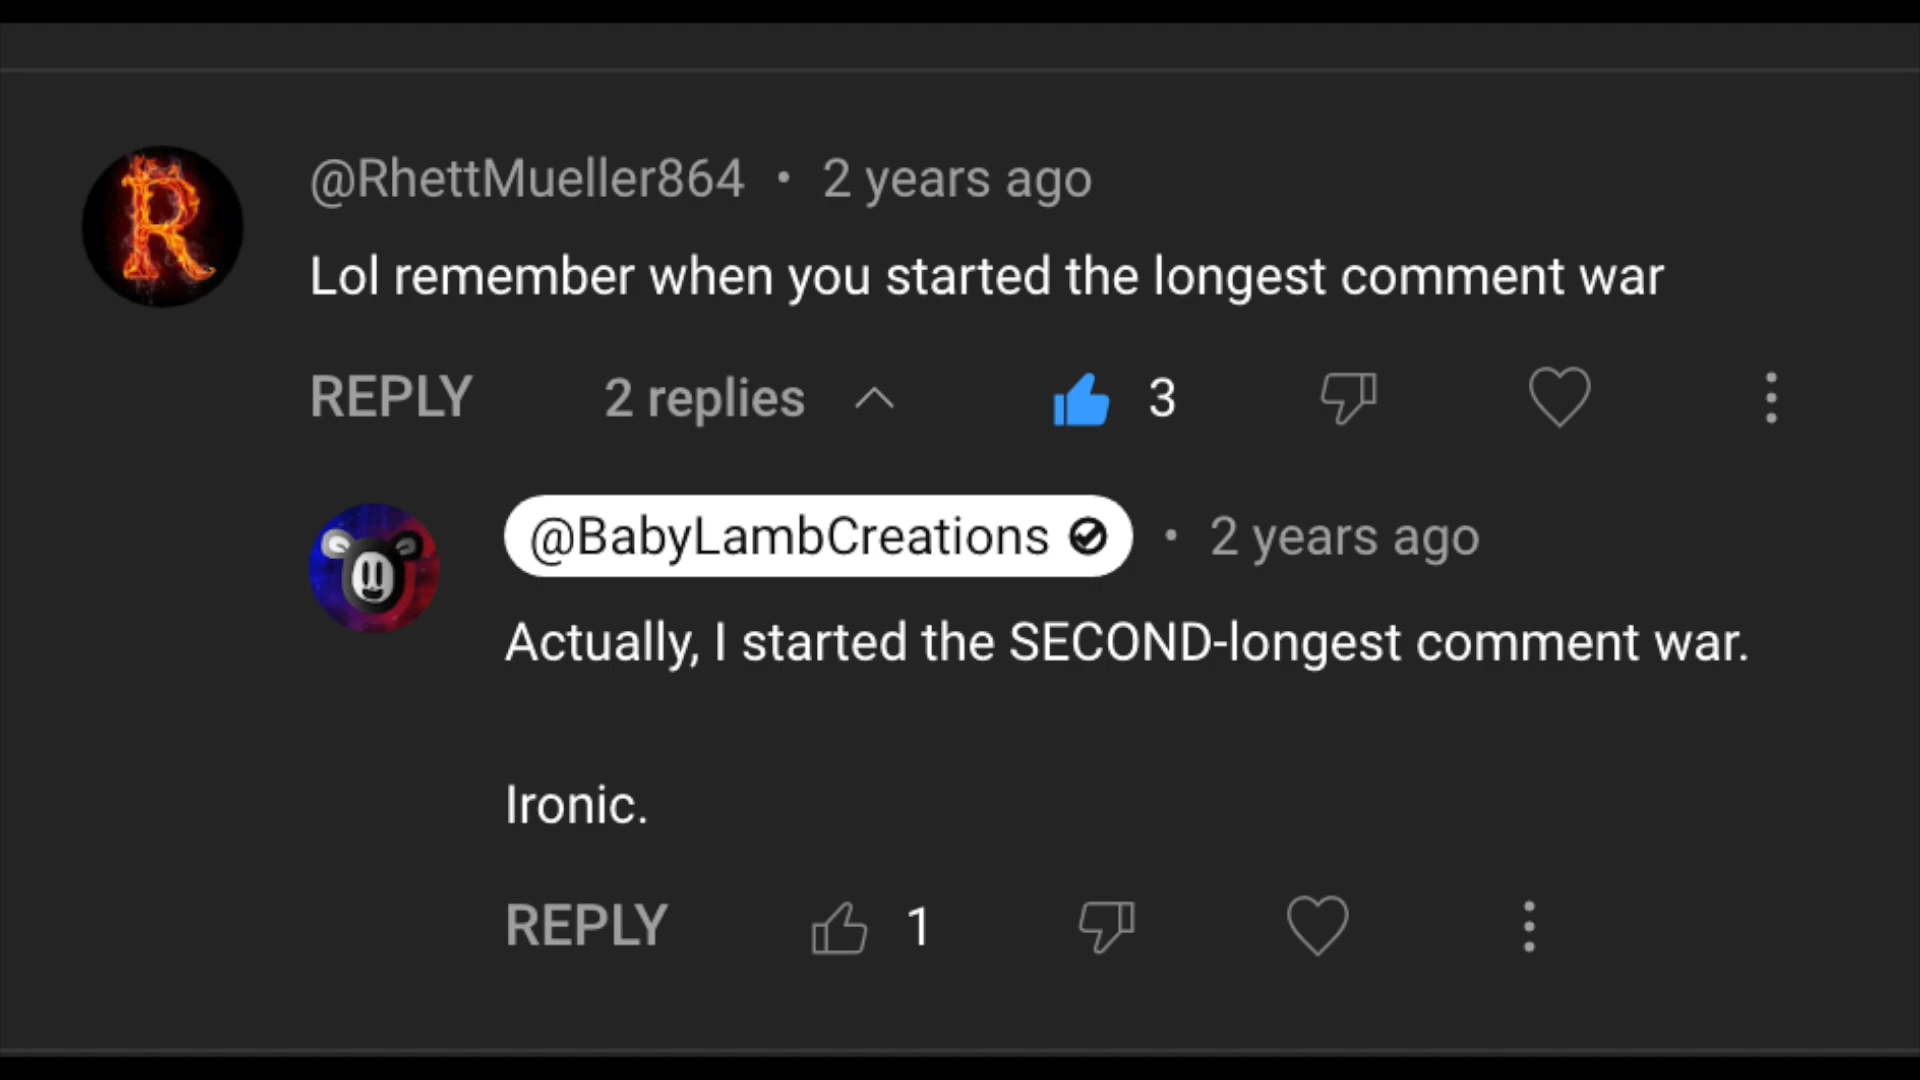 @RhettMueller864 • 2 years ago
Lol remember when you started the longest comment war
REPLY 2 replies 3
@BabyLambCreations • 2 years ago
Actually, I started the SECOND-longest comment war.
Ironic.
REPLY 1